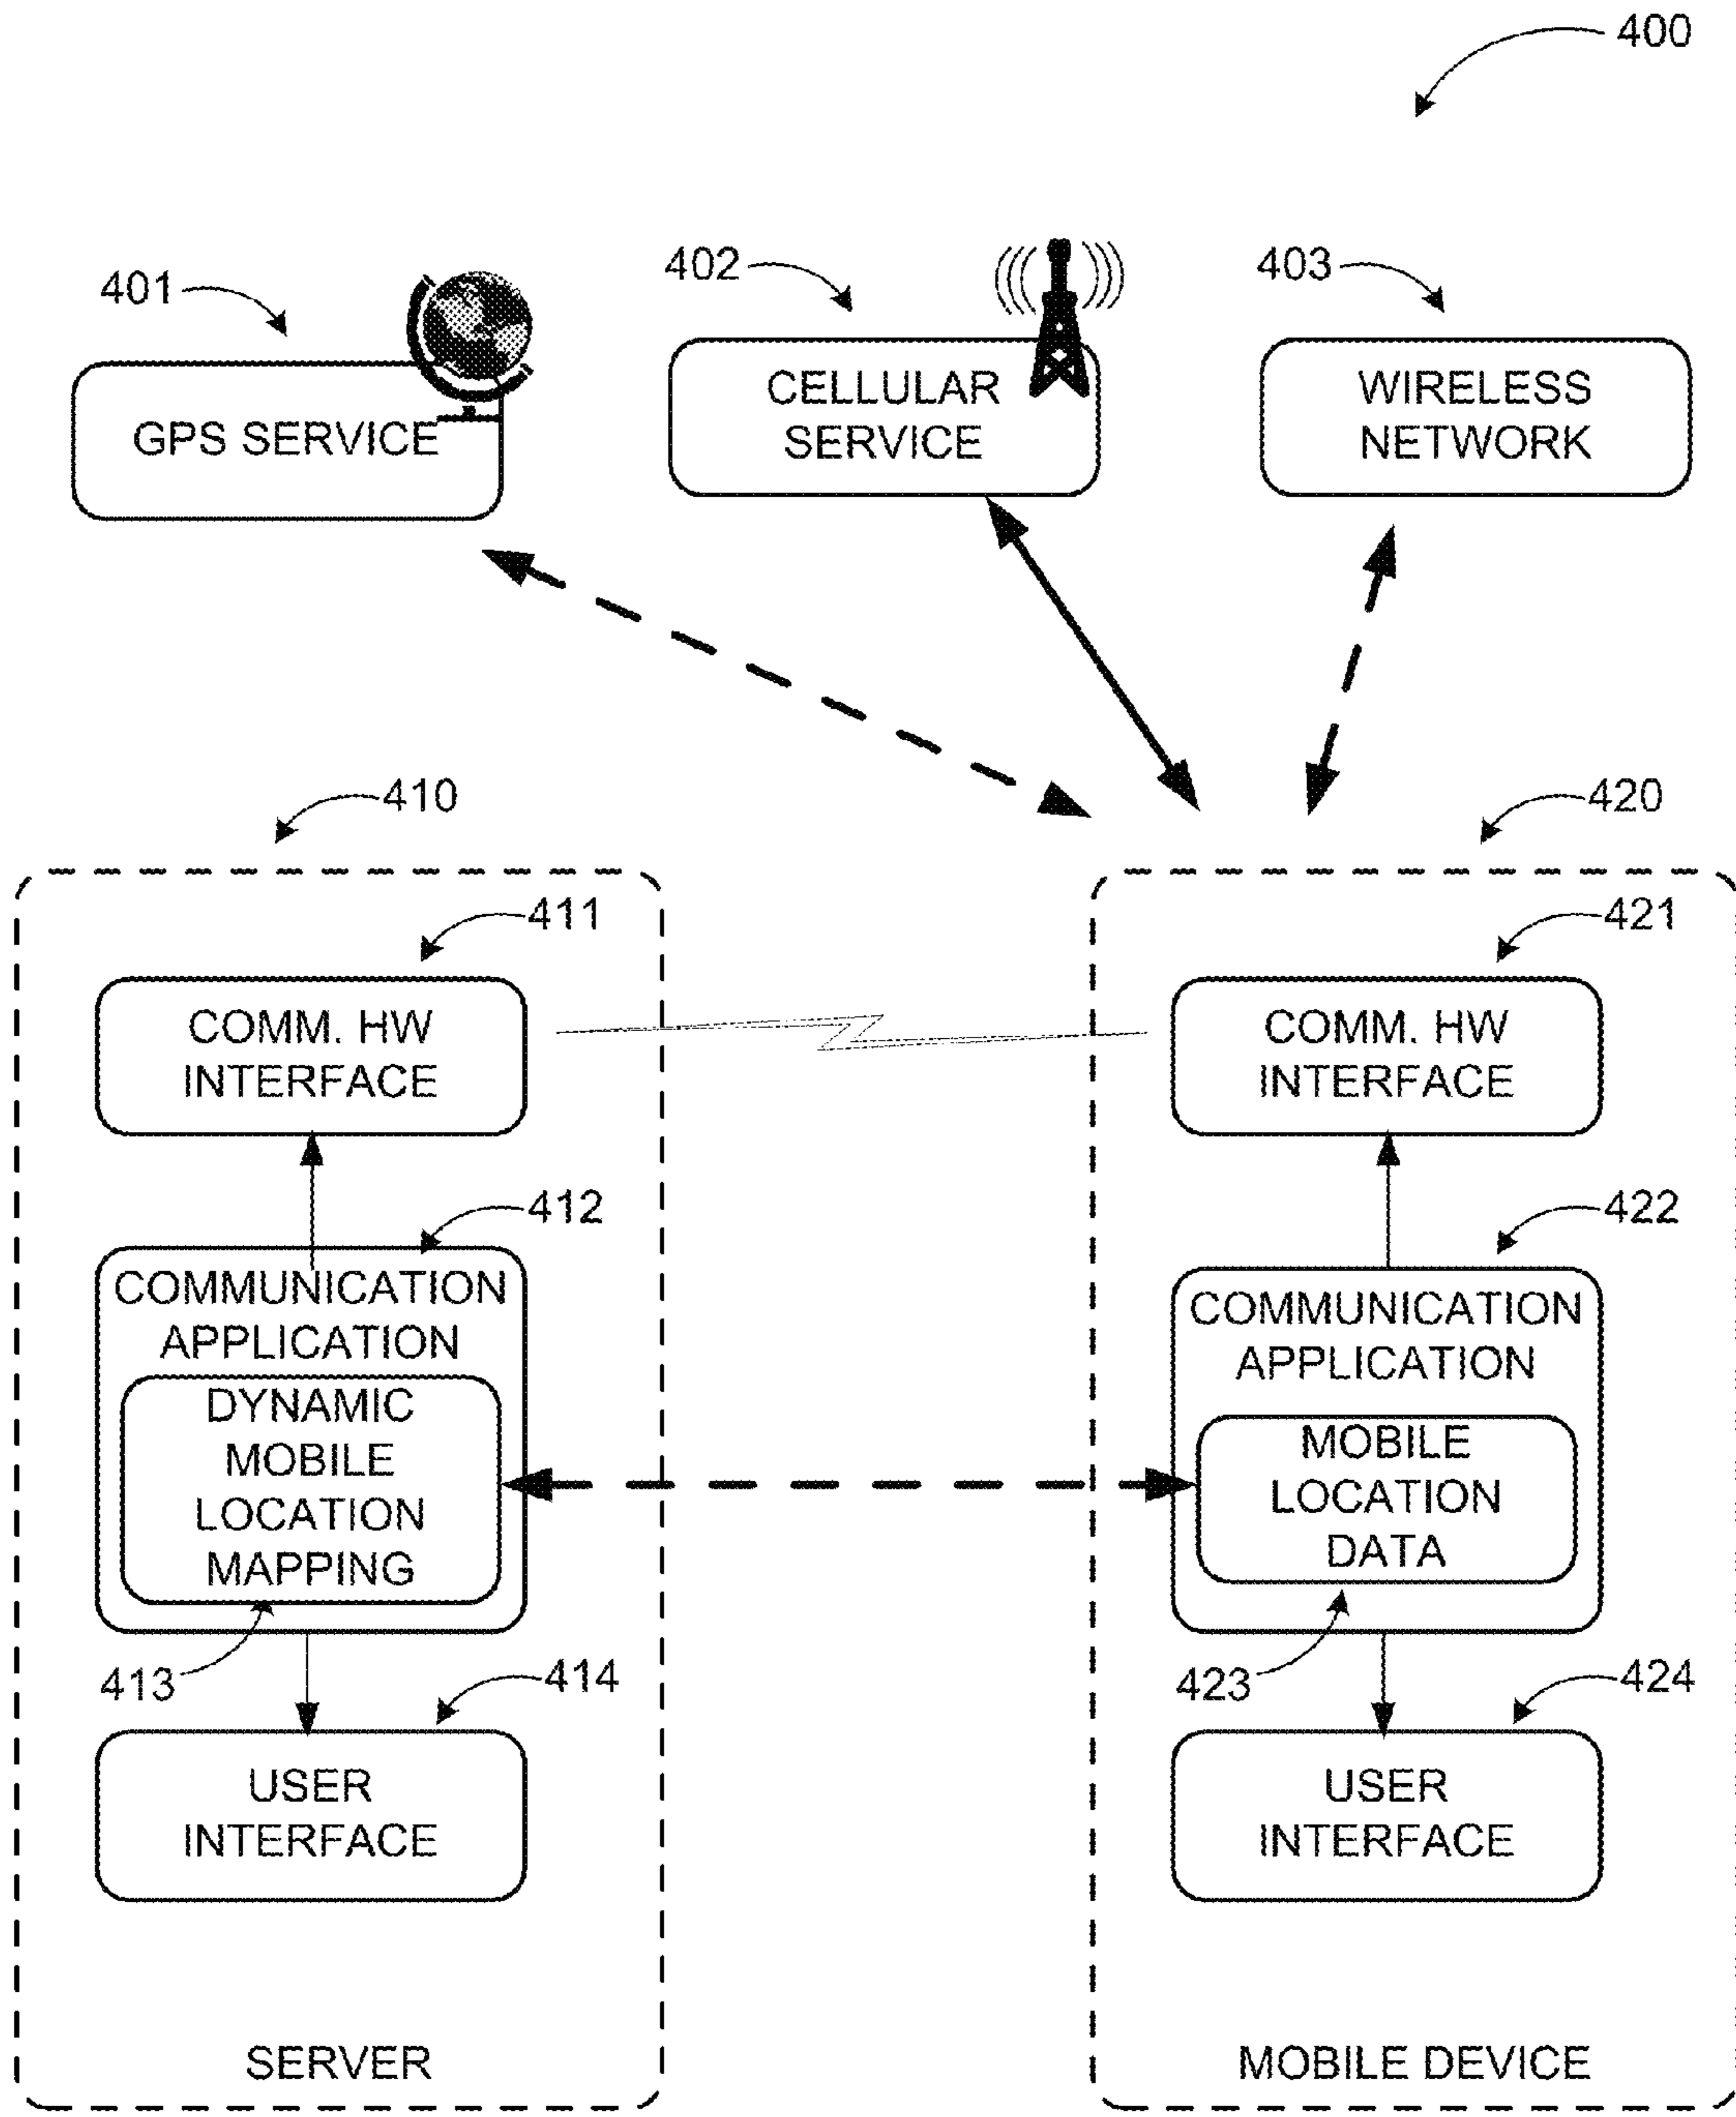 400
401
402
403
GPS SERVICE
CELLULAR
SERVICE
WIRELESS
NETWORK
410
420
411
COMM. HW
INTERFACE
421
COMM. HW
INTERFACE
412
COMMUNICATION
APPLICATION
DYNAMIC
MOBILE
LOCATION
MAPPING
413
422
COMMUNICATION
APPLICATION
MOBILE
LOCATION
DATA
423
414
USER
INTERFACE
424
USER
INTERFACE
SERVER
MOBILE DEVICE